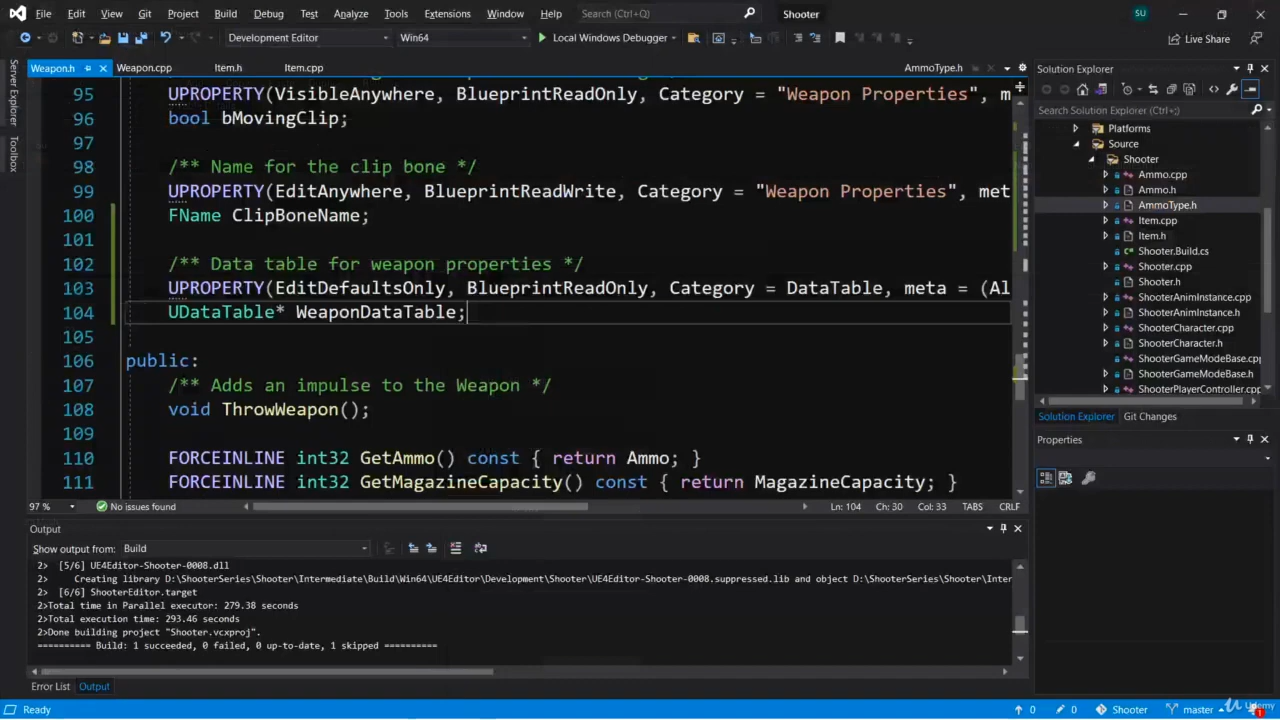 File Edit View Git Project Build Debug Test Analyze Tools Extensions Window Help Search (Ctrl+Q) Shooter SU
Development Editor Win64 Local Windows Debugger Live Share
Server Explorer
Toolbox
Weapon.h Weapon.cpp Item.h Item.cpp AmmoType.h
95 UPROPERTY(VisibleAnywhere, BlueprintReadOnly, Category = "Weapon Properties", m
96 bool bMovingClip;
97
98 /** Name for the clip bone */
99 UPROPERTY(EditAnywhere, BlueprintReadWrite, Category = "Weapon Properties", met
100 FName ClipBoneName;
101
102 /** Data table for weapon properties */
103 UPROPERTY(EditDefaultsOnly, BlueprintReadOnly, Category = DataTable, meta = (Al
104 UDataTable* WeaponDataTable;
105
106 public:
107 /** Adds an impulse to the Weapon */
108 void ThrowWeapon();
109
110 FORCEINLINE int32 GetAmmo() const { return Ammo; }
111 FORCEINLINE int32 GetMagazineCapacity() const { return MagazineCapacity; }
97 % No issues found Ln: 104 Ch: 30 Col: 33 TABS CRLF
Output
Show output from: Build
2> [5/6] UE4Editor-Shooter-0008.dll
2> Creating library D:\ShooterSeries\Shooter\Intermediate\Build\Win64\UE4Editor\Development\Shooter\UE4Editor-Shooter-0008.suppressed.lib and object D:\ShooterSeries\Shooter\Inter
2> [6/6] ShooterEditor.target
2>Total time in Parallel executor: 279.38 seconds
2>Total execution time: 293.46 seconds
2>Done building project "Shooter.vcxproj".
========== Build: 1 succeeded, 0 failed, 0 up-to-date, 1 skipped ==========
Error List Output
Solution Explorer
Search Solution Explorer (Ctrl+;)
Platforms
Source
Shooter
Ammo.cpp
Ammo.h
AmmoType.h
Item.cpp
Item.h
Shooter.Build.cs
Shooter.cpp
Shooter.h
ShooterAnimInstance.cpp
ShooterAnimInstance.h
ShooterCharacter.cpp
ShooterCharacter.h
ShooterGameModeBase.cpp
ShooterGameModeBase.h
ShooterPlayerController.cpp
Solution Explorer Git Changes
Properties
Ready 0 0 Shooter master 1
Udemy